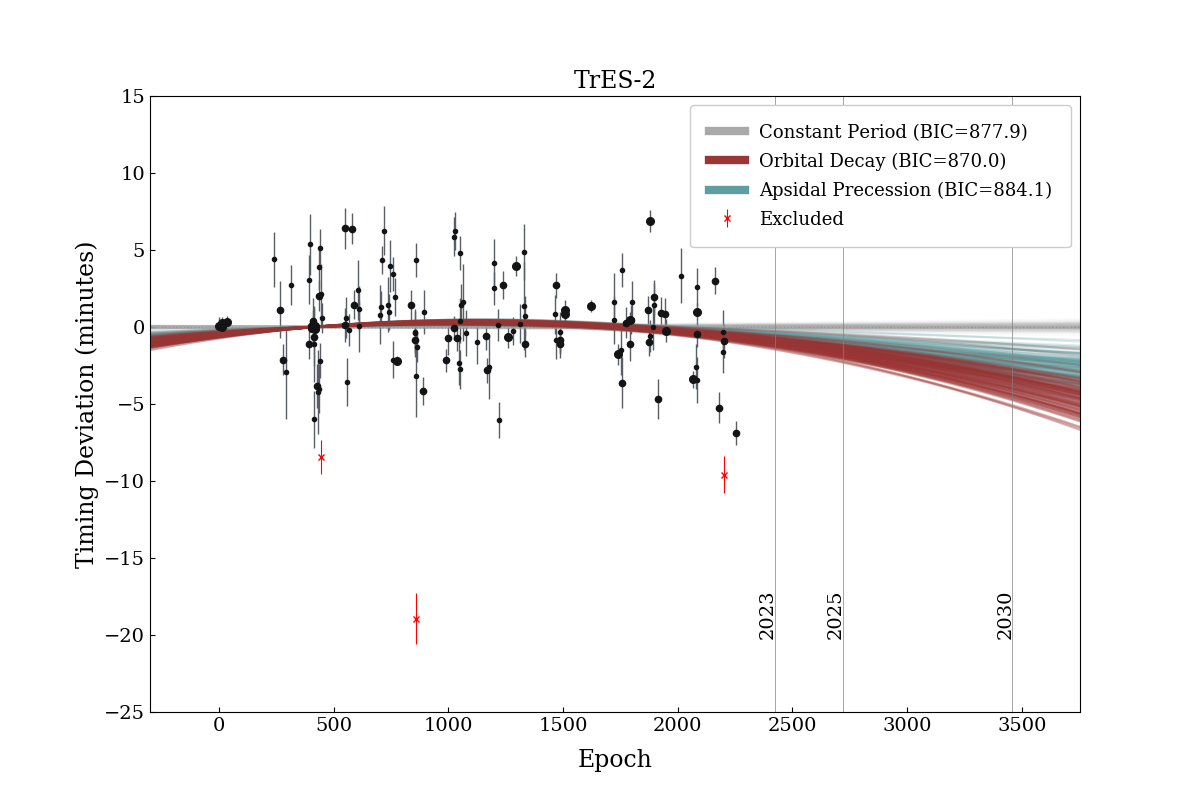 TrES-2
Constant Period (BIC=877.9)
Orbital Decay (BIC=870.0)
Apsidal Precession (BIC=884.1)
Excluded
15
10
5
0
−5
−10
−15
−20
−25
Timing Deviation (minutes)
2023
2025
2030
0
500
1000
1500
2000
2500
3000
3500
Epoch